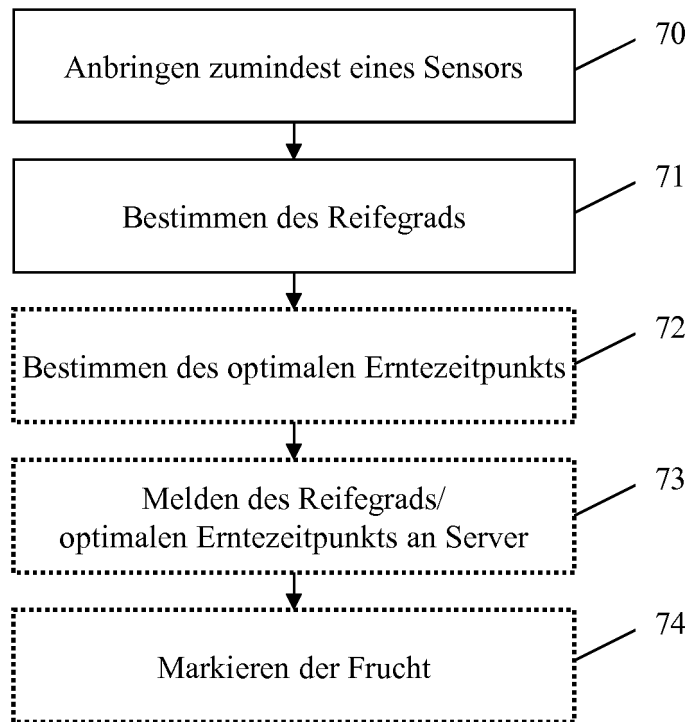 Anbringen zumindest eines Sensors
70
Bestimmen des Reifegrads
71
Bestimmen des optimalen Erntezeitpunkts
72
Melden des Reifegrads/
optimalen Erntezeitpunkts an Server
73
Markieren der Frucht
74